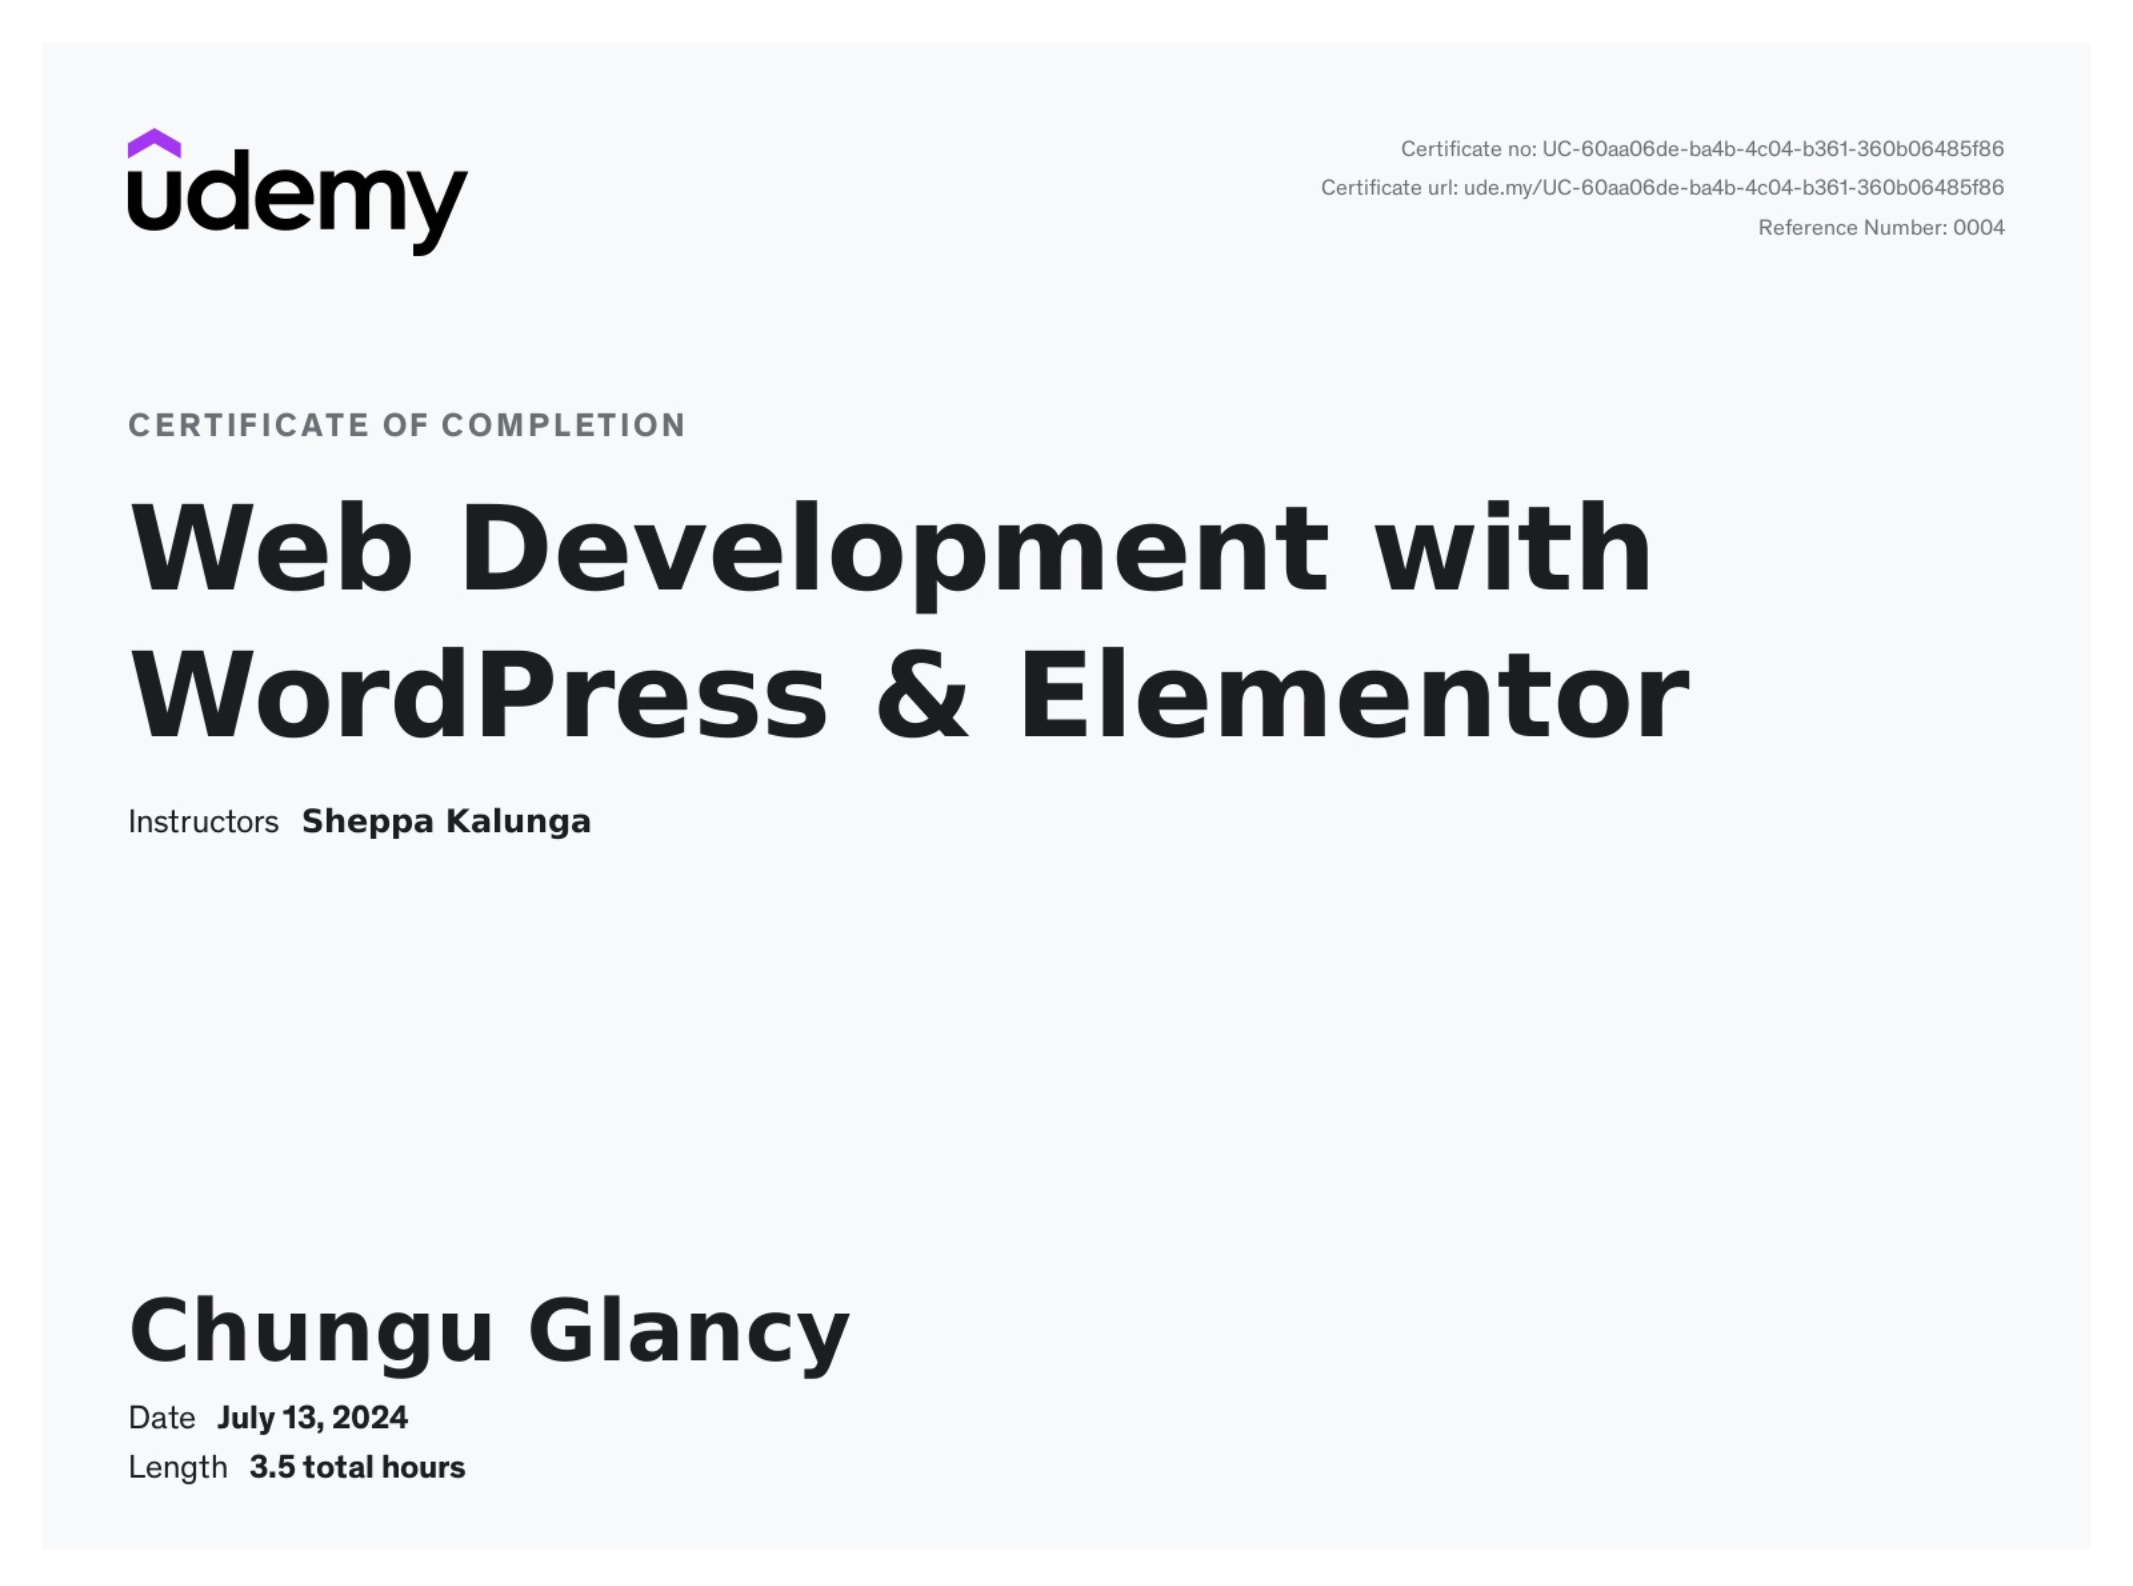 udemy
Certificate no: UC-60aa06de-ba4b-4c04-b361-360b06485f86
Certificate url: ude.my/UC-60aa06de-ba4b-4c04-b361-360b06485f86
Reference Number: 0004
CERTIFICATE OF COMPLETION
Web Development with
WordPress & Elementor
Instructors Sheppa Kalunga
Chungu Glancy
Date July 13, 2024
Length 3.5 total hours